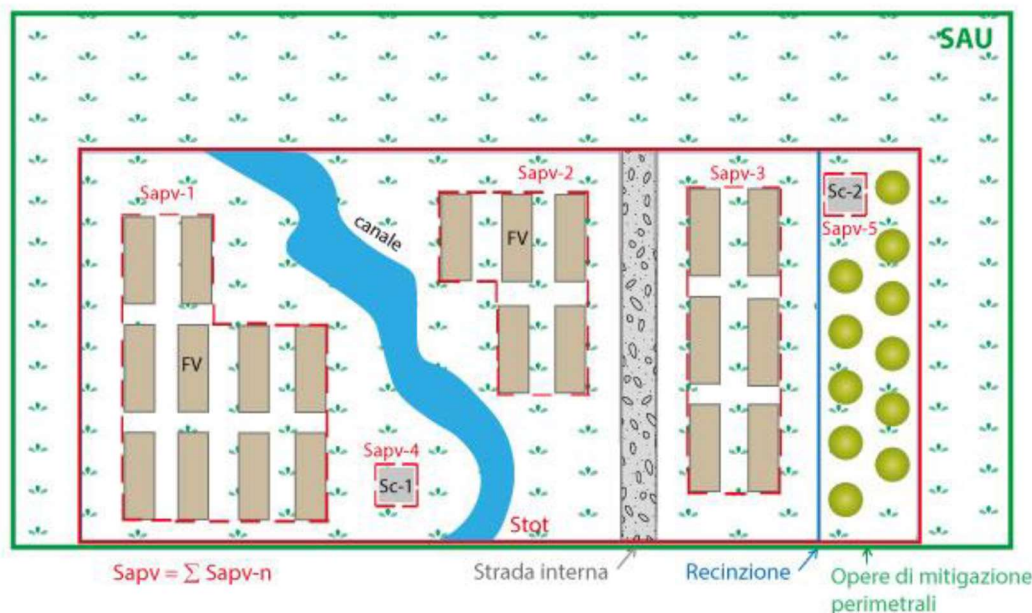 SAU
Sapv-1
Sapv-2
Sapv-3
Sc-2
Sapv-5
canale
FV
FV
Sapv-4
Sc-1
Stot
Sapv = ∑ Sapv-n
Strada interna
Recinzione
Opere di mitigazione
perimetrali